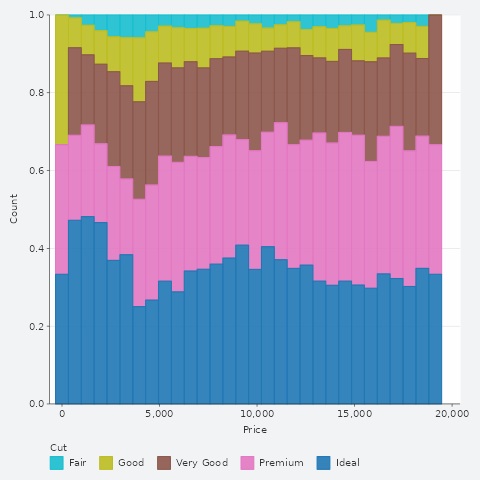 1.0
0.8
0.6
0.4
0.2
0.0
Count
0
5,000
10,000
15,000
20,000
Price
Cut
Fair
Good
Very Good
Premium
Ideal